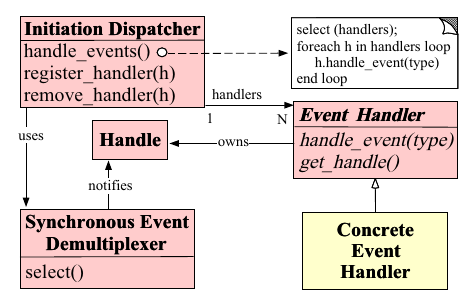 Initiation Dispatcher
handle_events()
register_handler(h)
remove_handler(h)
select (handlers);
foreach h in handlers loop
h.handle_event(type)
end loop
handlers
1
N
uses
Handle
owns
Event Handler
handle_event(type)
get_handle()
notifies
Synchronous Event
Demultiplexer
select()
Concrete
Event
Handler